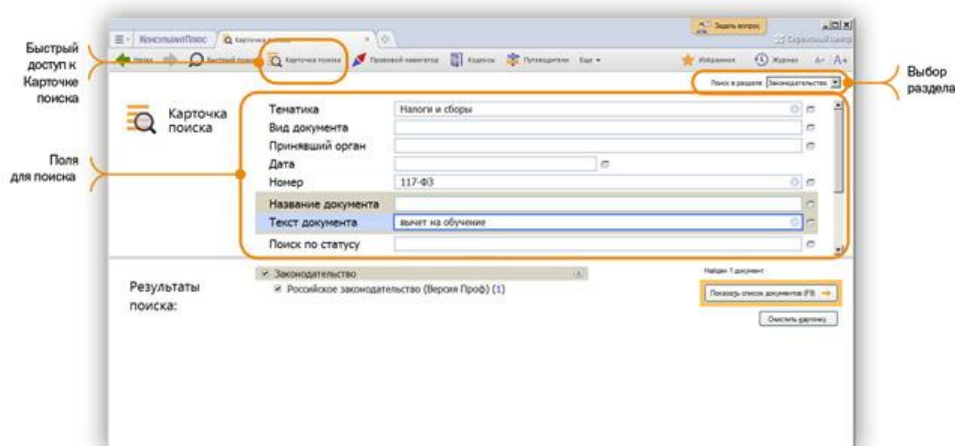 Быстрый
доступ к
Карточке
поиска
Поля
для поиска
Выбор
раздела
Задать вопрос
КонсультантПлюс Карточка поиска
Сервисный центр
Назад Быстрый поиск Карточка поиска Правовой навигатор Кодексы Путеводители Еще Избранное Журнал A- A+
Поиск в разделе Законодательство
Карточка
поиска
Тематика Налоги и сборы
Вид документа
Принявший орган
Дата
Номер 117-ФЗ
Название документа
Текст документа вычет на обучение
Поиск по статусу
Результаты
поиска:
Законодательство
Российское законодательство (Версия Проф) (1)
Найден 1 документ
Показать список документов (F9)
Очистить карточку